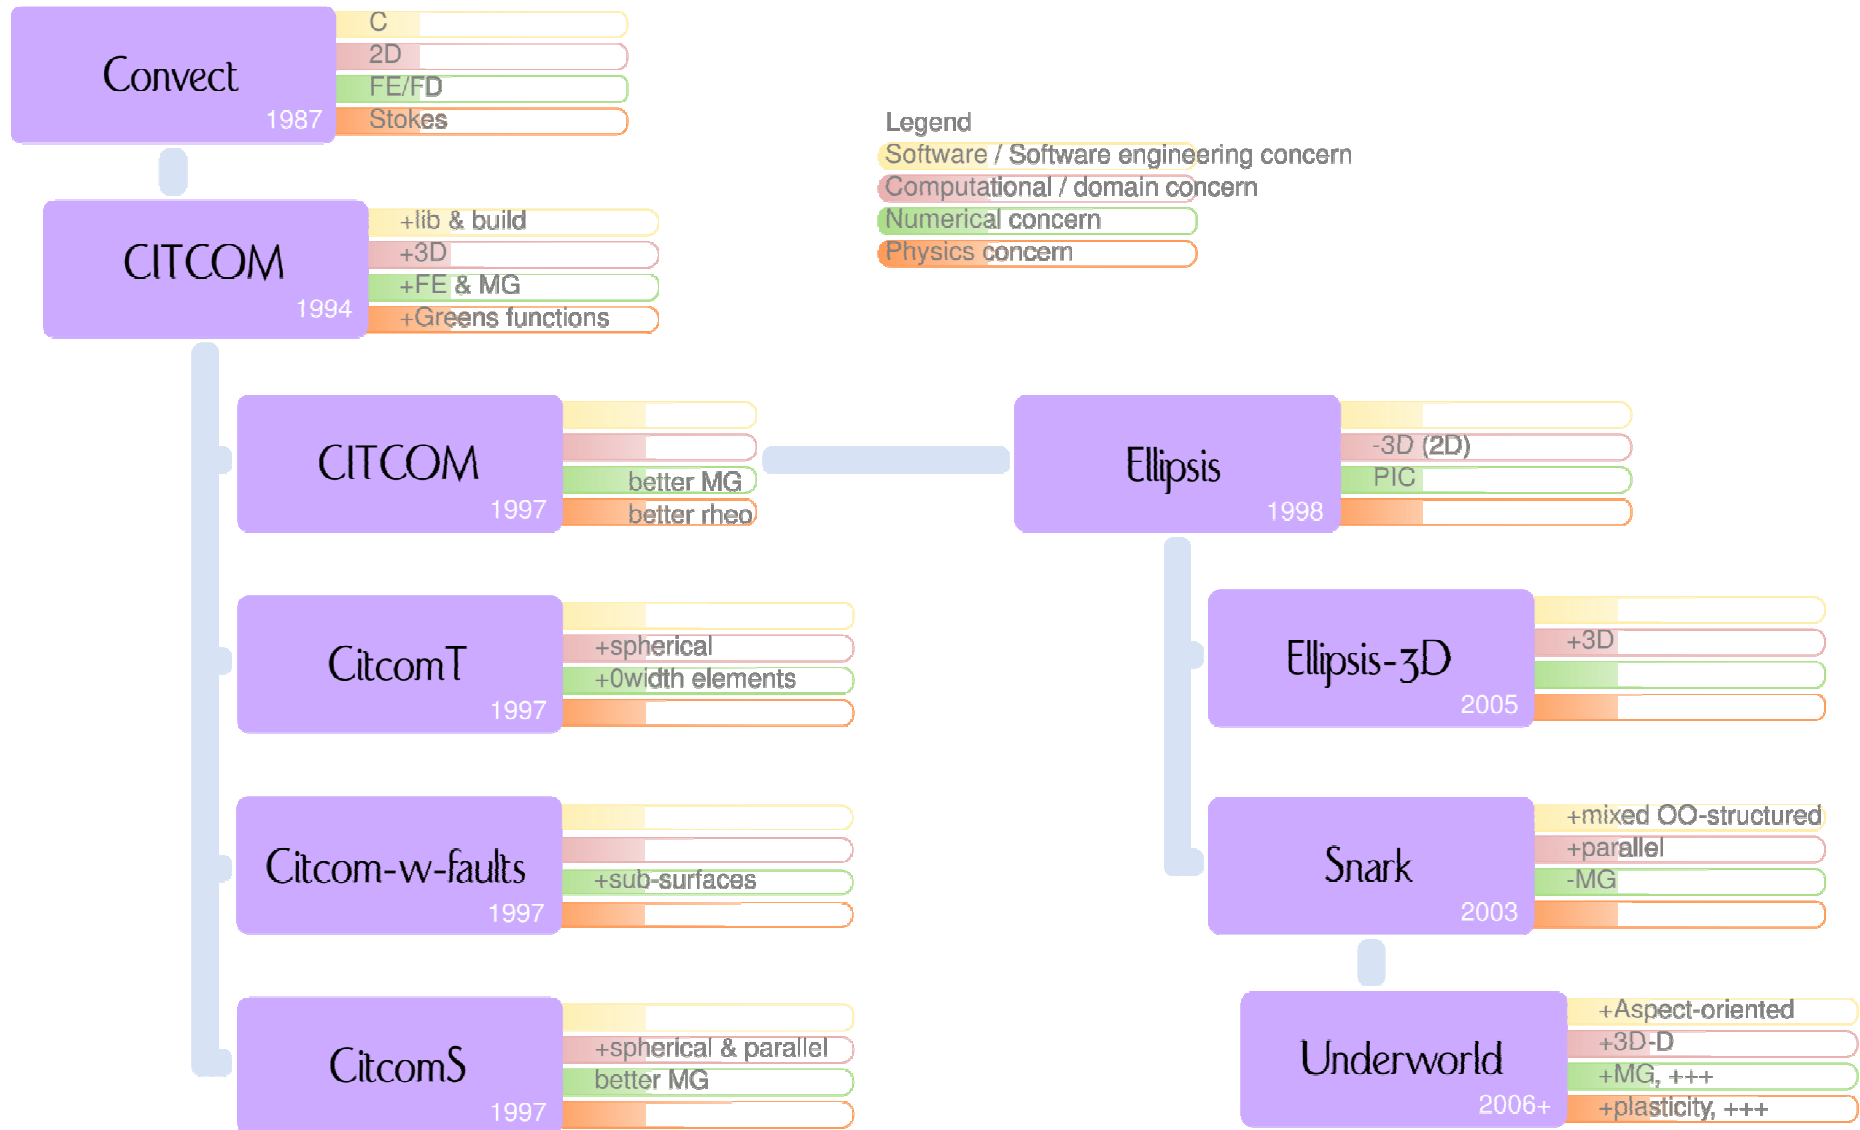 Convect
1987
C
2D
FE/FD
Stokes
Legend
Software / Software engineering concern
Computational / domain concern
Numerical concern
Physics concern
CITCOM
1994
+lib & build
+3D
+FE & MG
+Greens functions
CITCOM
1997
better MG
better rheo
Ellipsis
1998
-3D (2D)
PIC
CitcomT
1997
+spherical
+0width elements
Ellipsis-3D
2005
+3D
Citcom-w-faults
1997
+sub-surfaces
Snark
2003
+mixed OO-structured
+parallel
-MG
CitcomS
1997
+spherical & parallel
better MG
Underworld
2006+
+Aspect-oriented
+3D-D
+MG, +++
+plasticity, +++